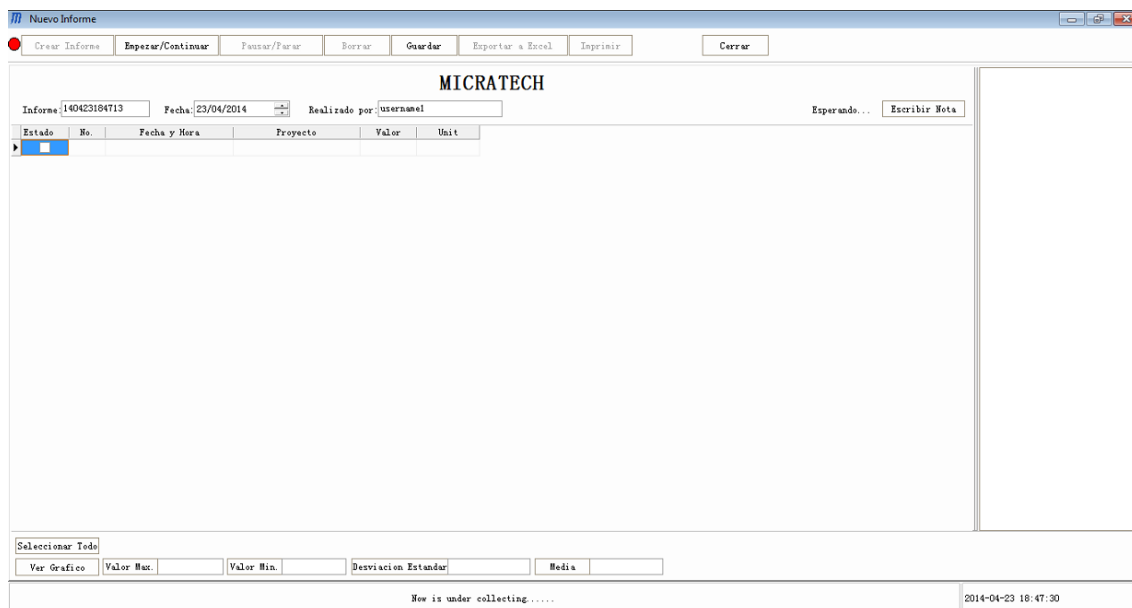 Nuevo Informe
Crear Informe Empezar/Continuar Pausar/Parar Borrar Guardar Exportar a Excel Imprimir Cerrar
MICRATECH
Informe: 140423184713 Fecha: 23/04/2014 Realizado por: username1 Esperando... Escribir Nota
Estado No. Fecha y Hora Proyecto Valor Unit
Seleccionar Todo
Ver Grafico Valor Max. Valor Min. Desviacion Estandar Media
Now is under collecting...... 2014-04-23 18:47:30